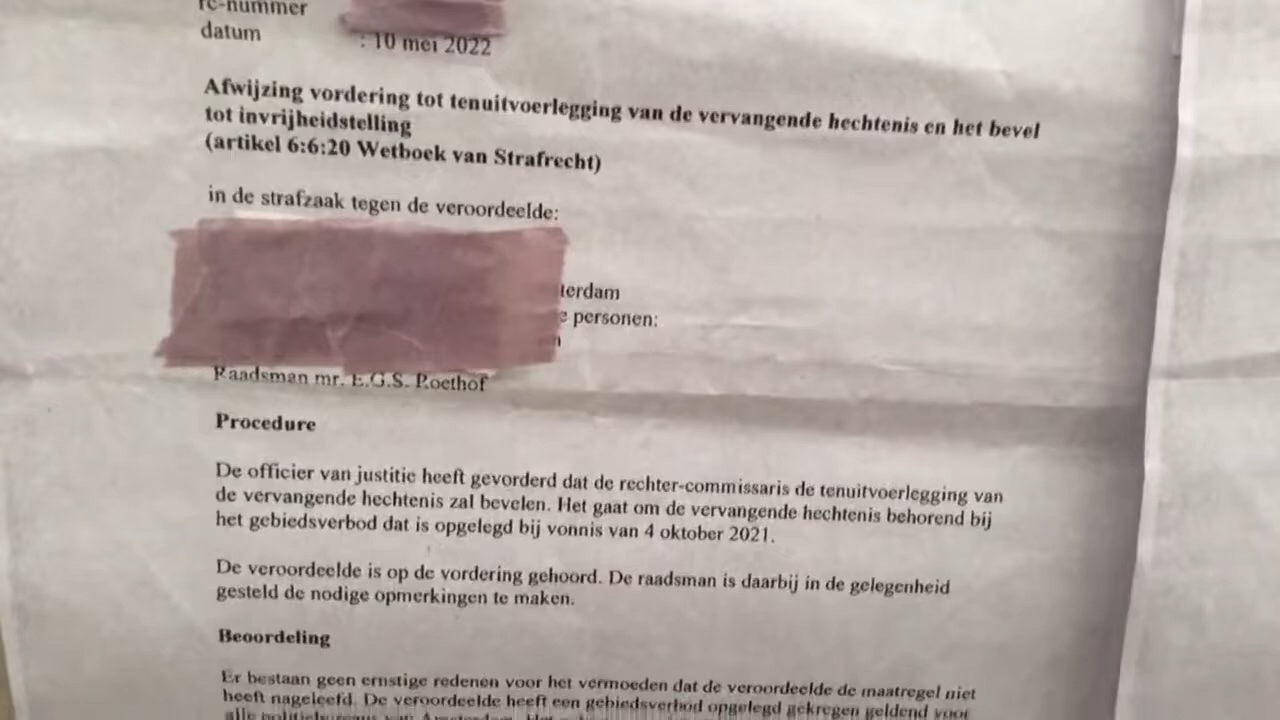 rc-nummer
datum : 10 mei 2022
Afwijzing vordering tot tenuitvoerlegging van de vervangende hechtenis en het bevel
tot invrijheidstelling
(artikel 6:6:20 Wetboek van Strafrecht)
in de strafzaak tegen de veroordeelde:
terdam
e personen:
Raadsman mr. E.G.S. Roethof
Procedure
De officier van justitie heeft gevorderd dat de rechter-commissaris de tenuitvoerlegging van
de vervangende hechtenis zal bevelen. Het gaat om de vervangende hechtenis behorend bij
het gebiedsverbod dat is opgelegd bij vonnis van 4 oktober 2021.
De veroordeelde is op de vordering gehoord. De raadsman is daarbij in de gelegenheid
gesteld de nodige opmerkingen te maken.
Beoordeling
Er bestaan geen ernstige redenen voor het vermoeden dat de veroordeelde de maatregel niet
heeft nageleefd. De veroordeelde heeft een gebiedsverbod opgelegd gekregen geldend voor
alle politiebureaus van Amsterdam.